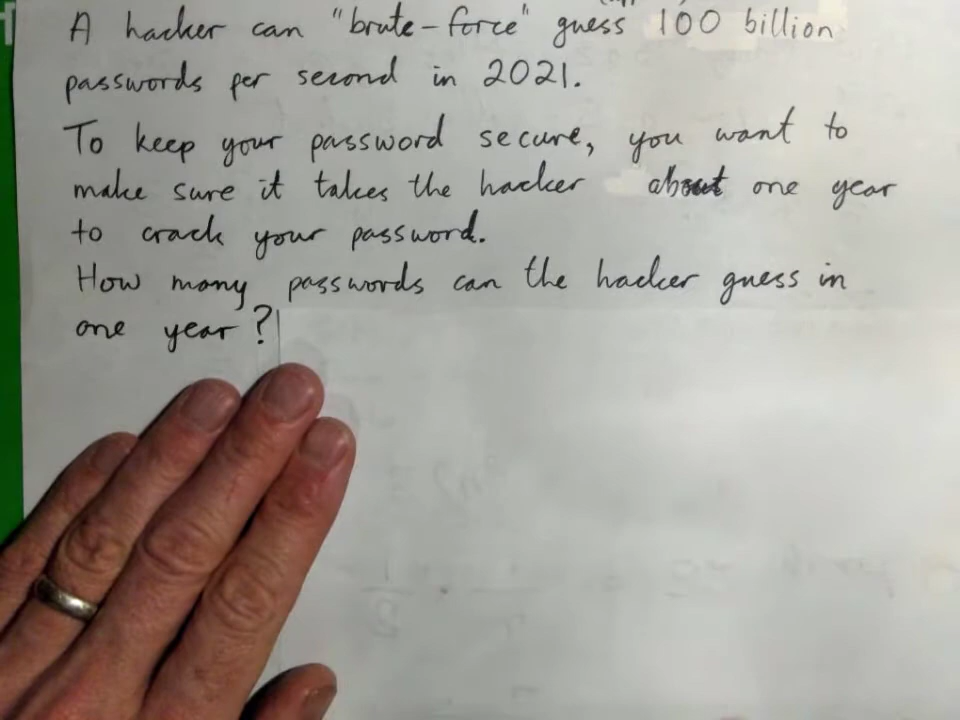 A hacker can "brute-force" guess 100 billion
passwords per second in 2021.
To keep your password secure, you want to
make sure it takes the hacker about one year
to crack your password.
How many passwords can the hacker guess in
one year?